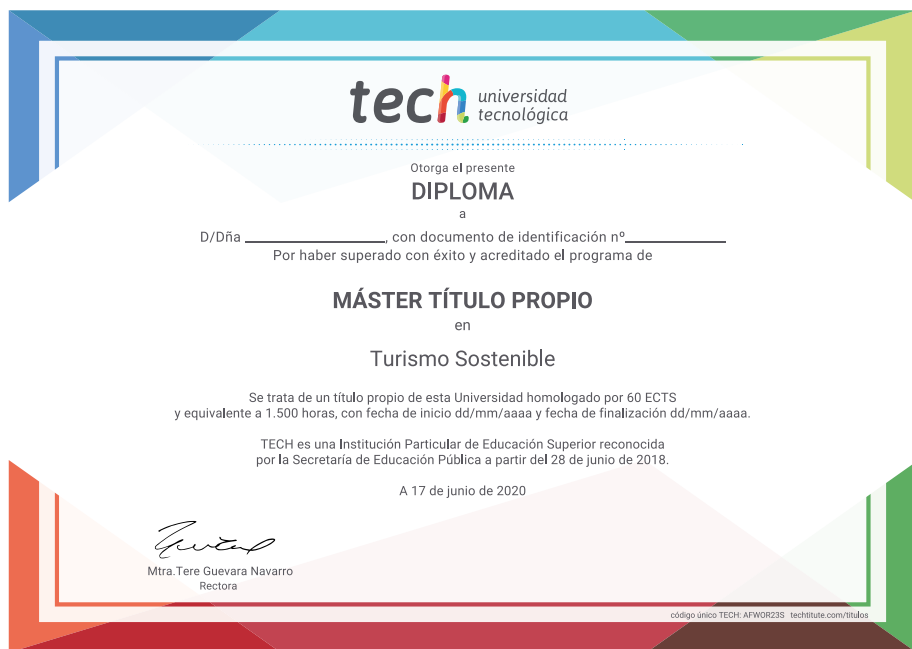 tech universidad
tecnológica
Otorga el presente
DIPLOMA
a
D/Dña ____________________, con documento de identificación nº______________
Por haber superado con éxito y acreditado el programa de
MÁSTER TÍTULO PROPIO
en
Turismo Sostenible
Se trata de un título propio de esta Universidad homologado por 60 ECTS
y equivalente a 1.500 horas, con fecha de inicio dd/mm/aaaa y fecha de finalización dd/mm/aaaa.
TECH es una Institución Particular de Educación Superior reconocida
por la Secretaría de Educación Pública a partir del 28 de junio de 2018.
A 17 de junio de 2020
Mtra.Tere Guevara Navarro
Rectora
código único TECH: AFWOR23S techtitute.com/titulos